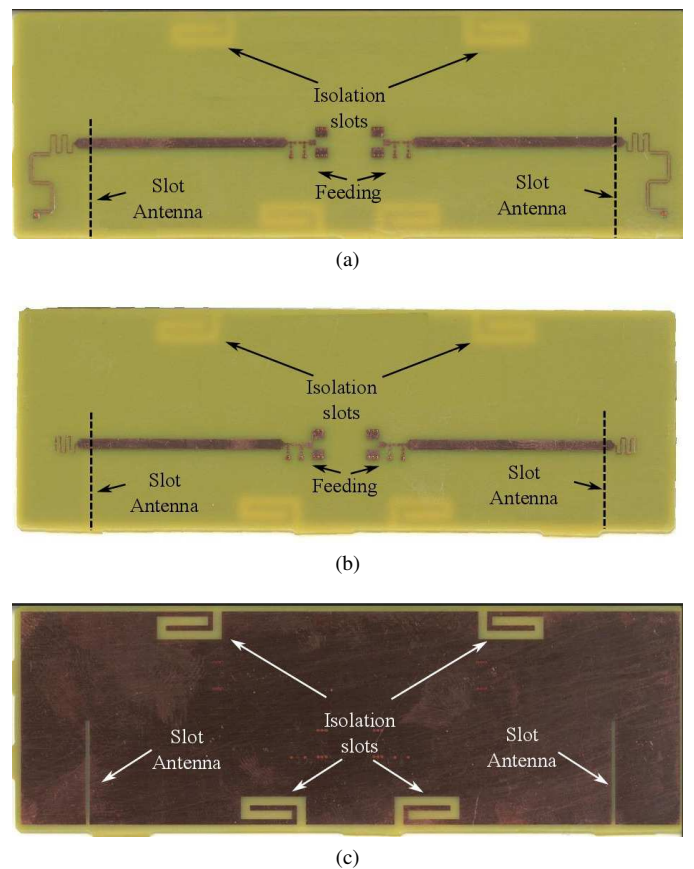 Isolation
slots
Feeding
Slot
Antenna
Slot
Antenna
(a)
Isolation
slots
Feeding
Slot
Antenna
Slot
Antenna
(b)
Isolation
slots
Slot
Antenna
Slot
Antenna
(c)